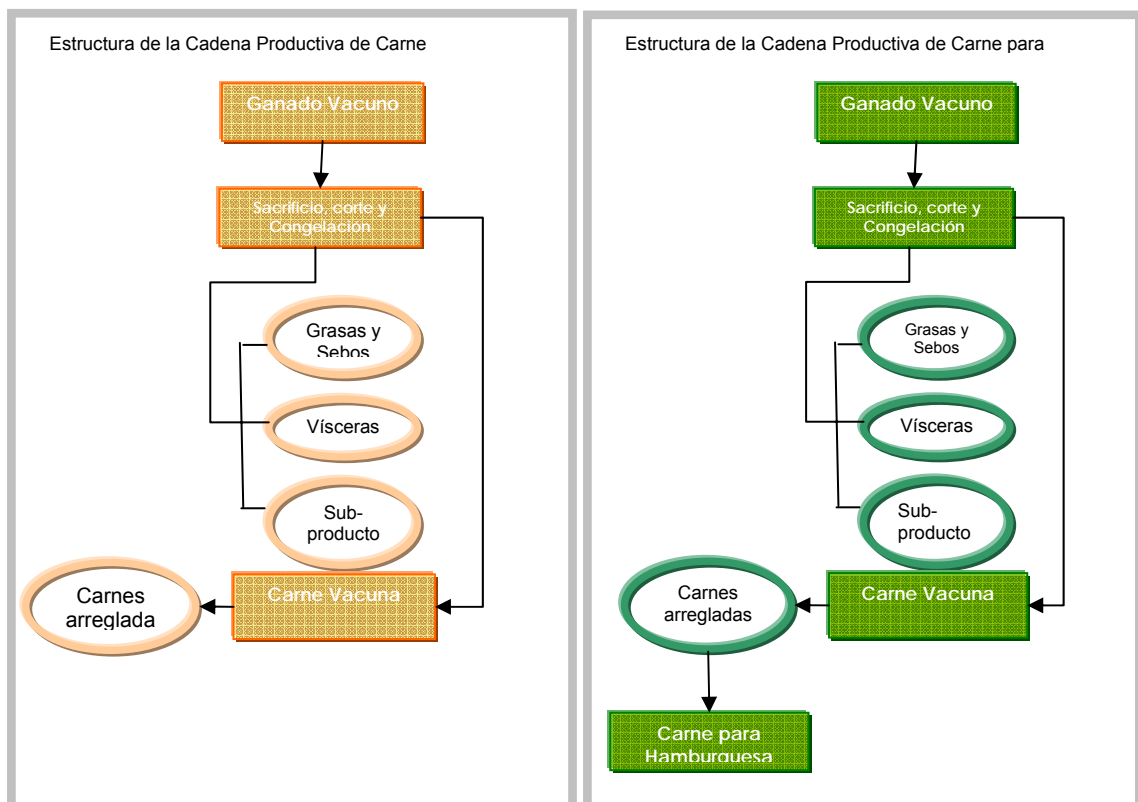 Estructura de la Cadena Productiva de Carne
Ganado Vacuno
Sacrificio, corte y
Congelación
Grasas y
Sebos
Vísceras
Sub-
producto
Carne Vacuna
Carnes
arreglada
Estructura de la Cadena Productiva de Carne para
Ganado Vacuno
Sacrificio, corte y
Congelación
Grasas y
Sebos
Vísceras
Sub-
producto
Carne Vacuna
Carnes
arregladas
Carne para
Hamburguesa